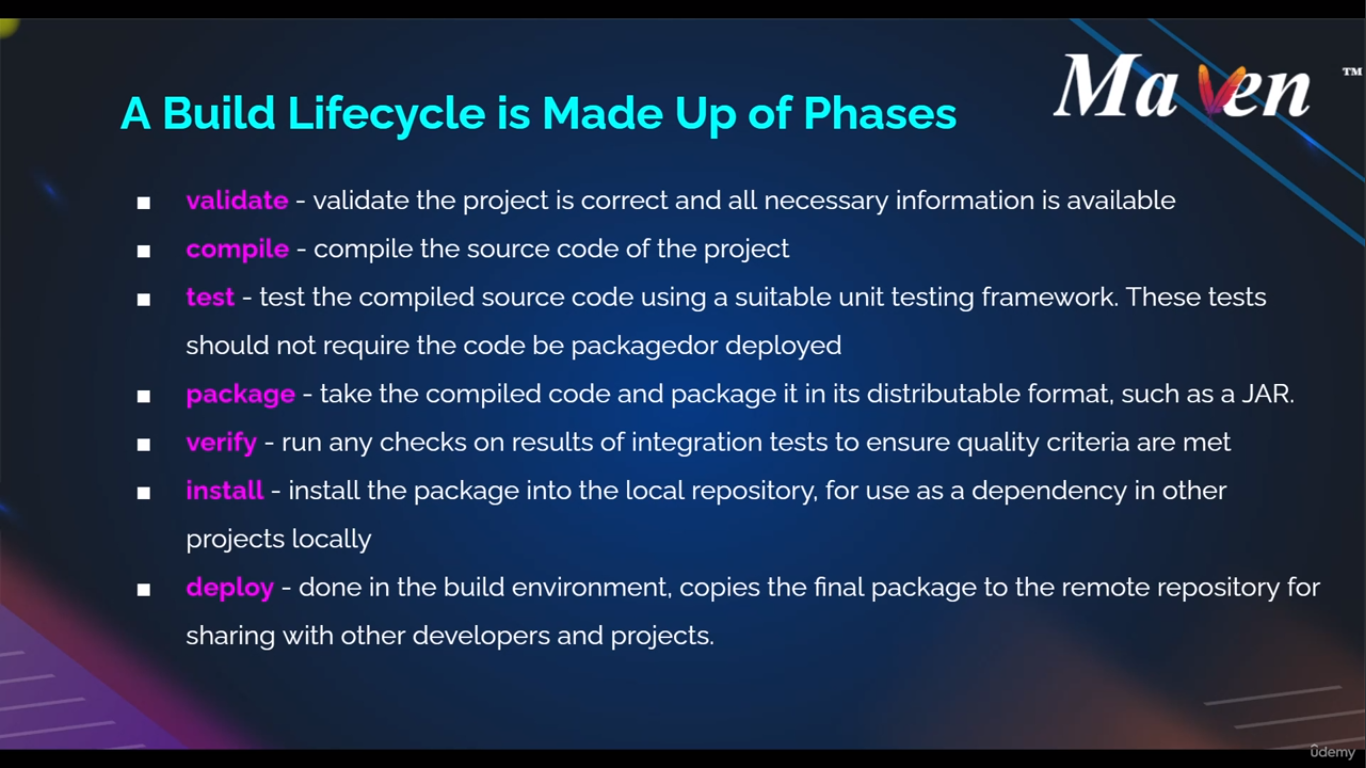 Maven TM
A Build Lifecycle is Made Up of Phases
▪ validate - validate the project is correct and all necessary information is available
▪ compile - compile the source code of the project
▪ test - test the compiled source code using a suitable unit testing framework. These tests
should not require the code be packagedor deployed
▪ package - take the compiled code and package it in its distributable format, such as a JAR.
▪ verify - run any checks on results of integration tests to ensure quality criteria are met
▪ install - install the package into the local repository, for use as a dependency in other
projects locally
▪ deploy - done in the build environment, copies the final package to the remote repository for
sharing with other developers and projects.
ûdemy